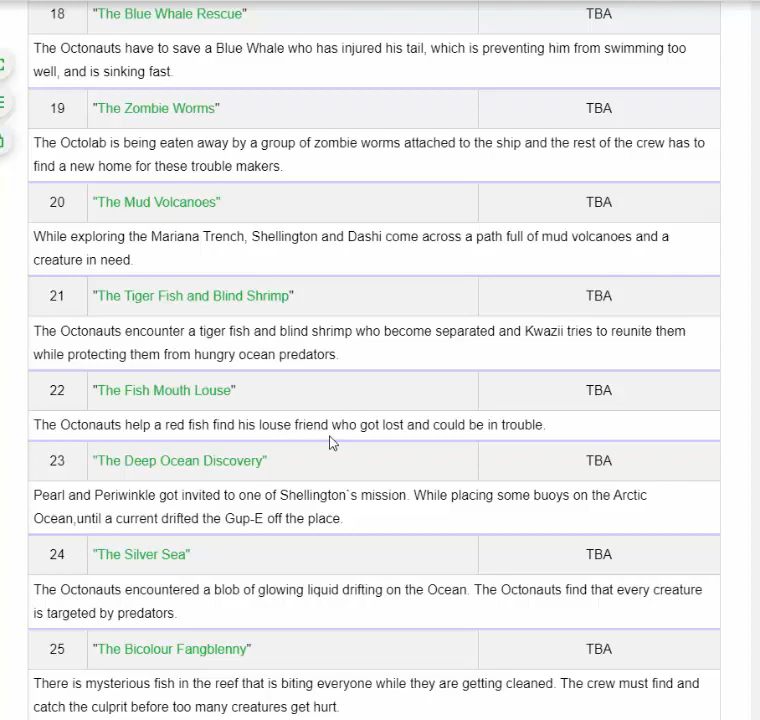 18 "The Blue Whale Rescue" TBA
The Octonauts have to save a Blue Whale who has injured his tail, which is preventing him from swimming too
well, and is sinking fast.
19 "The Zombie Worms" TBA
The Octolab is being eaten away by a group of zombie worms attached to the ship and the rest of the crew has to
find a new home for these trouble makers.
20 "The Mud Volcanoes" TBA
While exploring the Mariana Trench, Shellington and Dashi come across a path full of mud volcanoes and a
creature in need.
21 "The Tiger Fish and Blind Shrimp" TBA
The Octonauts encounter a tiger fish and blind shrimp who become separated and Kwazii tries to reunite them
while protecting them from hungry ocean predators.
22 "The Fish Mouth Louse" TBA
The Octonauts help a red fish find his louse friend who got lost and could be in trouble.
23 "The Deep Ocean Discovery" TBA
Pearl and Periwinkle got invited to one of Shellington`s mission. While placing some buoys on the Arctic
Ocean,until a current drifted the Gup-E off the place.
24 "The Silver Sea" TBA
The Octonauts encountered a blob of glowing liquid drifting on the Ocean. The Octonauts find that every creature
is targeted by predators.
25 "The Bicolour Fangblenny" TBA
There is mysterious fish in the reef that is biting everyone while they are getting cleaned. The crew must find and
catch the culprit before too many creatures get hurt.